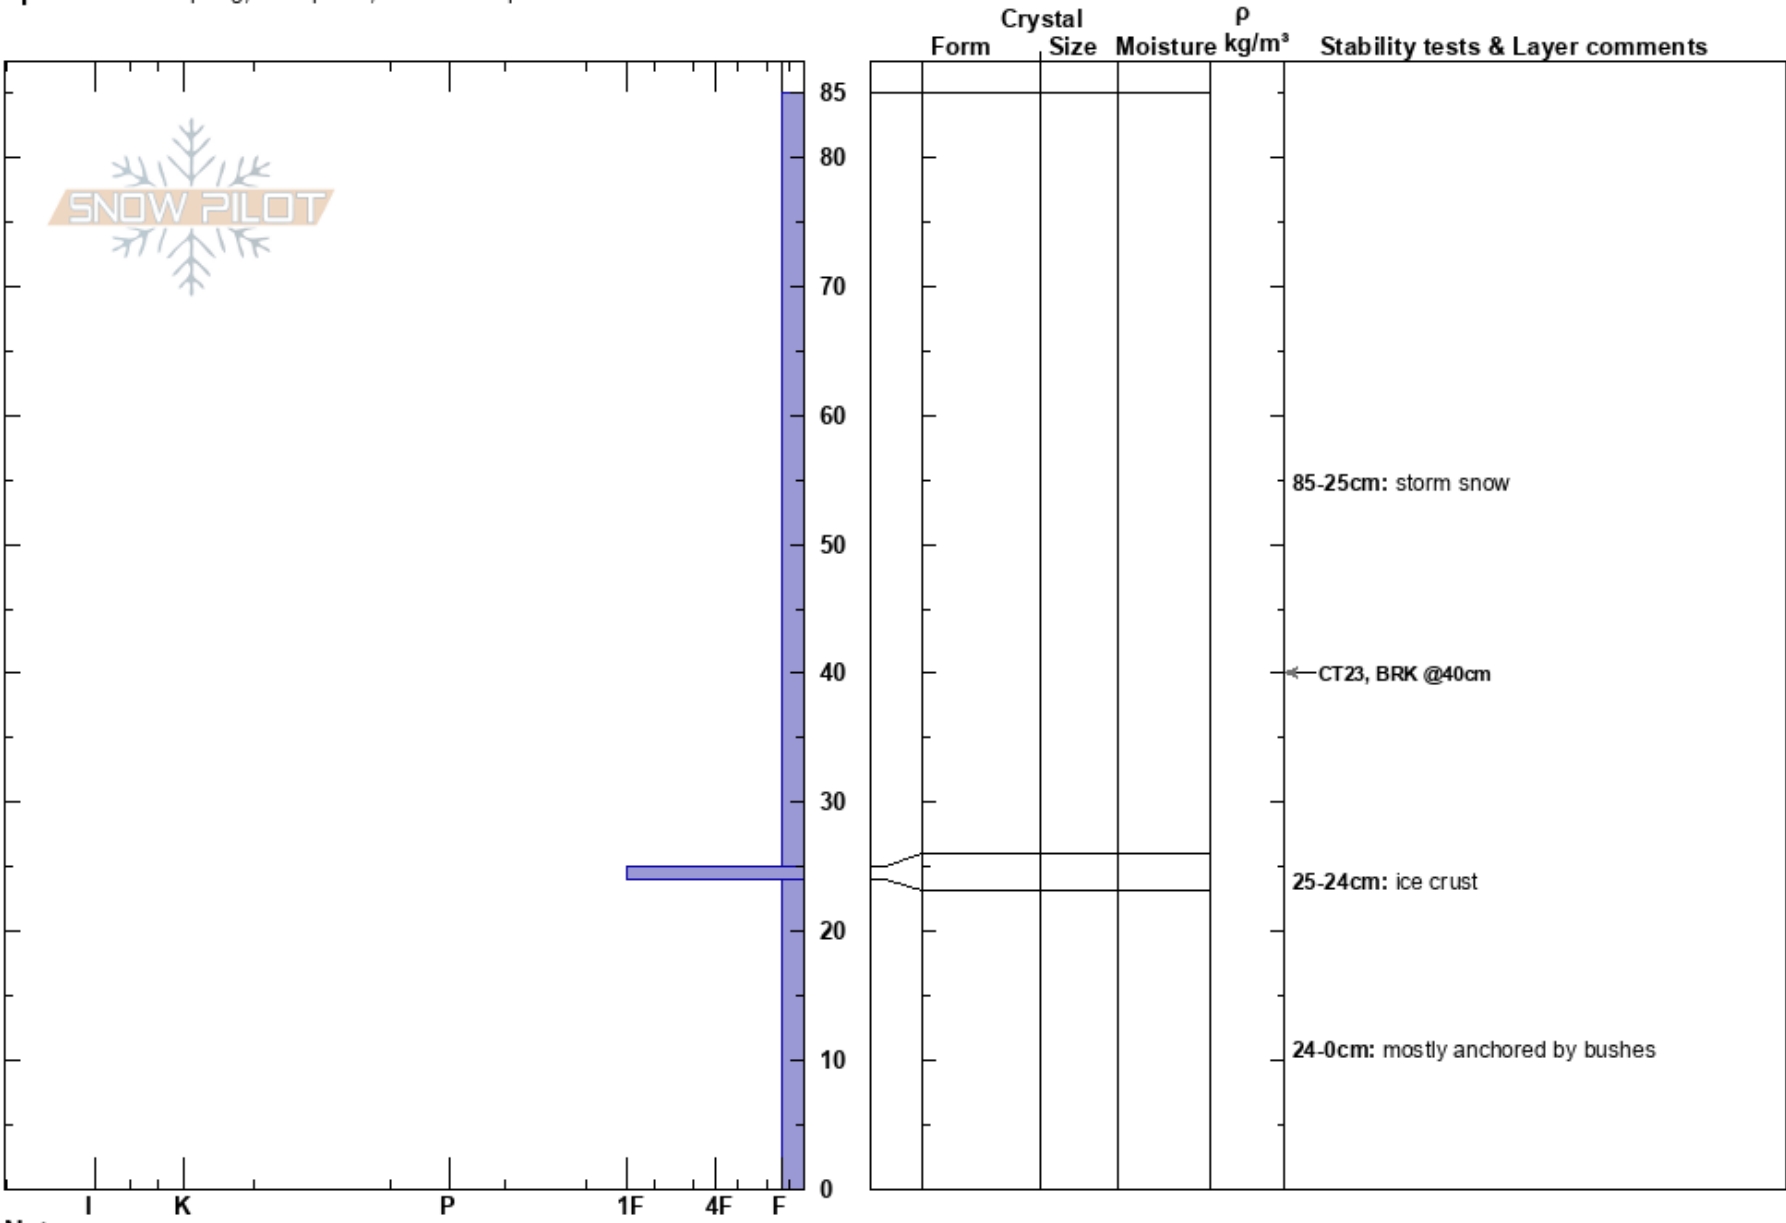 Crystal
ρ
Form Size Moisture kg/m³ Stability tests & Layer comments
85
80
SNOW PILOT
70
60
85-25cm: storm snow
50
40
CT23, BRK @40cm
30
25-24cm: ice crust
20
24-0cm: mostly anchored by bushes
10
0
I K P 1F 4F F